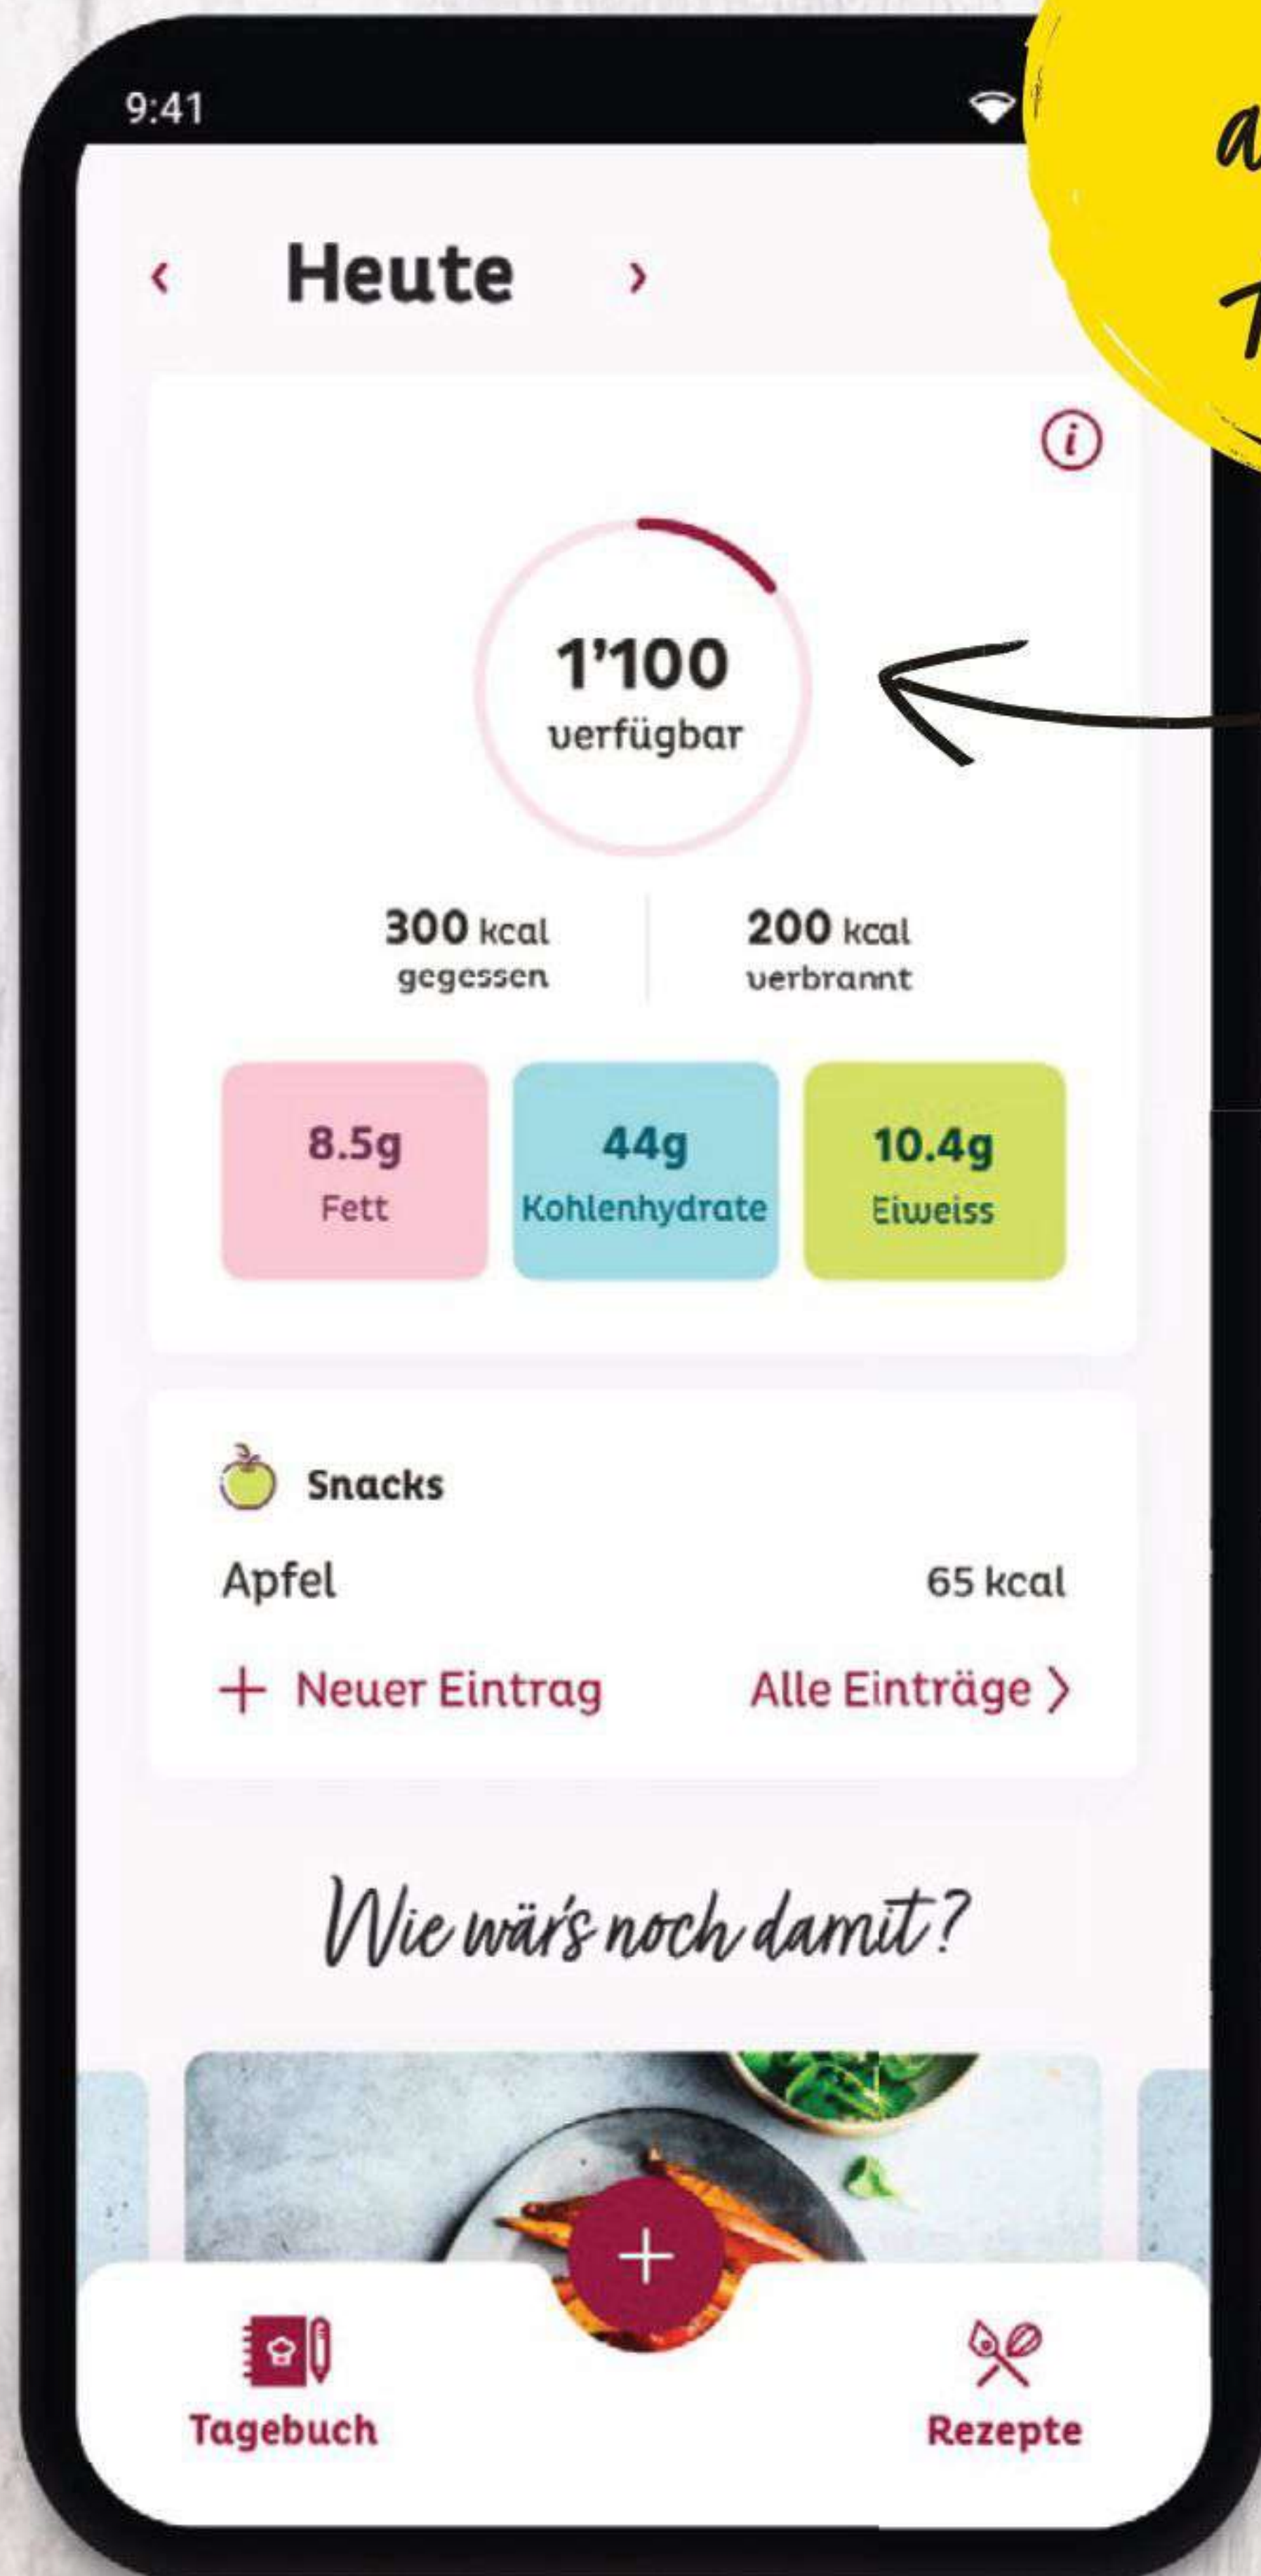 9:41
Heute
1’100
verfügbar
300 kcal
gegessen
200 kcal
verbrannt
8.5g
Fett
44g
Kohlenhydrate
10.4g
Eiweiss
Snacks
Apfel
65 kcal
+ Neuer Eintrag
Alle Einträge >
Wie wär's noch damit?
Tagebuch
Rezepte